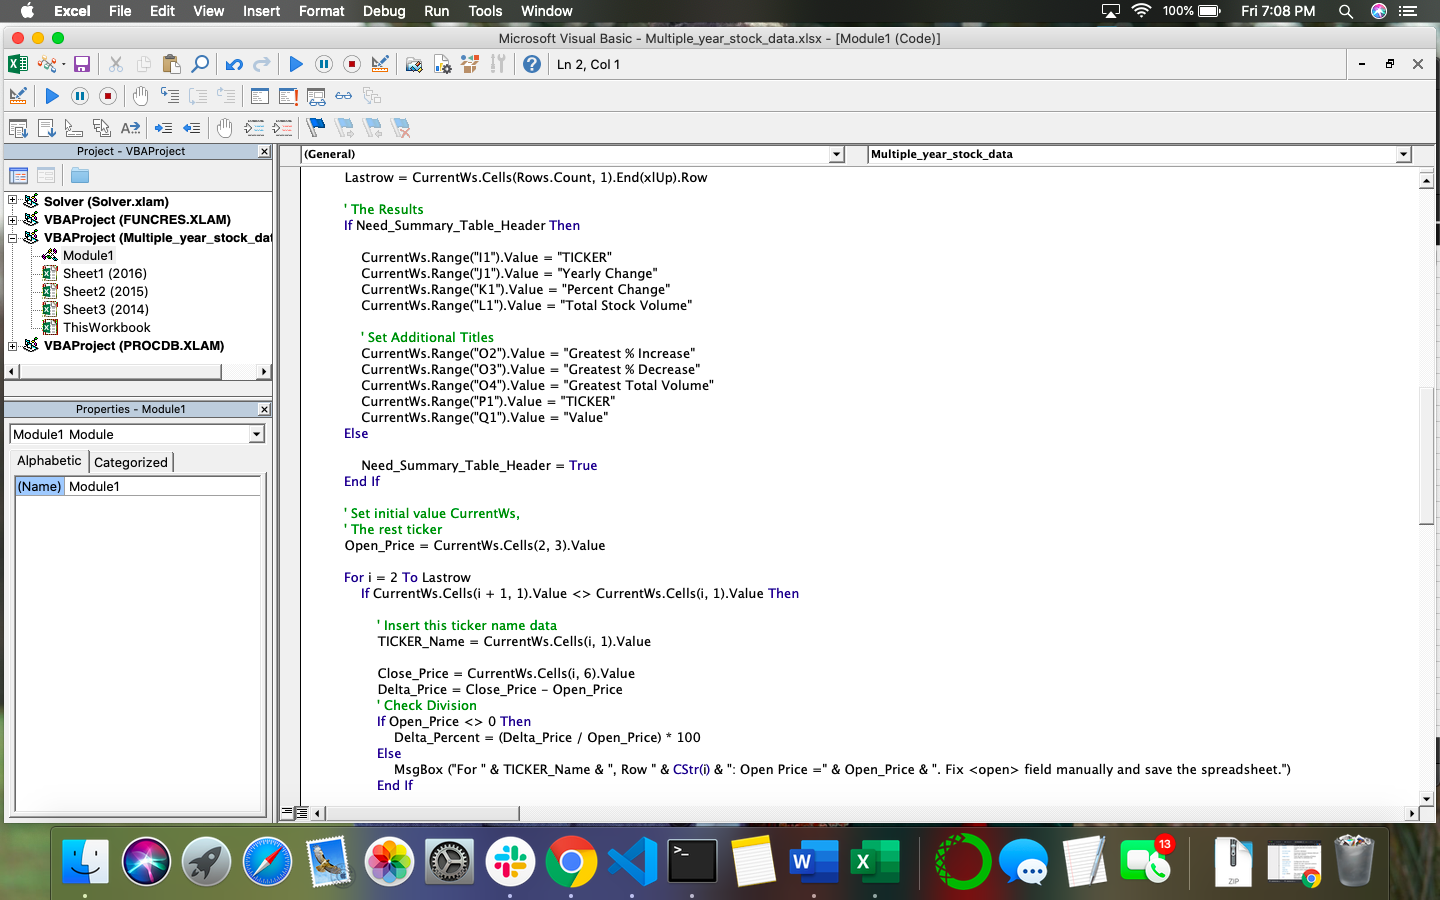 Excel File Edit View Insert Format Debug Run Tools Window 100% Fri 7:08 PM
Microsoft Visual Basic - Multiple_year_stock_data.xlsx - [Module1 (Code)]
Ln 2, Col 1
Project - VBAProject
Solver (Solver.xlam)
VBAProject (FUNCRES.XLAM)
VBAProject (Multiple_year_stock_dat
Module1
Sheet1 (2016)
Sheet2 (2015)
Sheet3 (2014)
ThisWorkbook
VBAProject (PROCDB.XLAM)
Properties - Module1
Module1 Module
Alphabetic Categorized
(Name) Module1
(General) Multiple_year_stock_data
Lastrow = CurrentWs.Cells(Rows.Count, 1).End(xlUp).Row
' The Results
If Need_Summary_Table_Header Then
CurrentWs.Range("I1").Value = "TICKER"
CurrentWs.Range("J1").Value = "Yearly Change"
CurrentWs.Range("K1").Value = "Percent Change"
CurrentWs.Range("L1").Value = "Total Stock Volume"
' Set Additional Titles
CurrentWs.Range("O2").Value = "Greatest % Increase"
CurrentWs.Range("O3").Value = "Greatest % Decrease"
CurrentWs.Range("O4").Value = "Greatest Total Volume"
CurrentWs.Range("P1").Value = "TICKER"
CurrentWs.Range("Q1").Value = "Value"
Else
Need_Summary_Table_Header = True
End If
' Set initial value CurrentWs,
' The rest ticker
Open_Price = CurrentWs.Cells(2, 3).Value
For i = 2 To Lastrow
If CurrentWs.Cells(i + 1, 1).Value <> CurrentWs.Cells(i, 1).Value Then
' Insert this ticker name data
TICKER_Name = CurrentWs.Cells(i, 1).Value
Close_Price = CurrentWs.Cells(i, 6).Value
Delta_Price = Close_Price - Open_Price
' Check Division
If Open_Price <> 0 Then
Delta_Percent = (Delta_Price / Open_Price) * 100
Else
MsgBox ("For " & TICKER_Name & ", Row " & CStr(i) & ": Open Price =" & Open_Price & ". Fix <open> field manually and save the spreadsheet.")
End If
13
ZIP